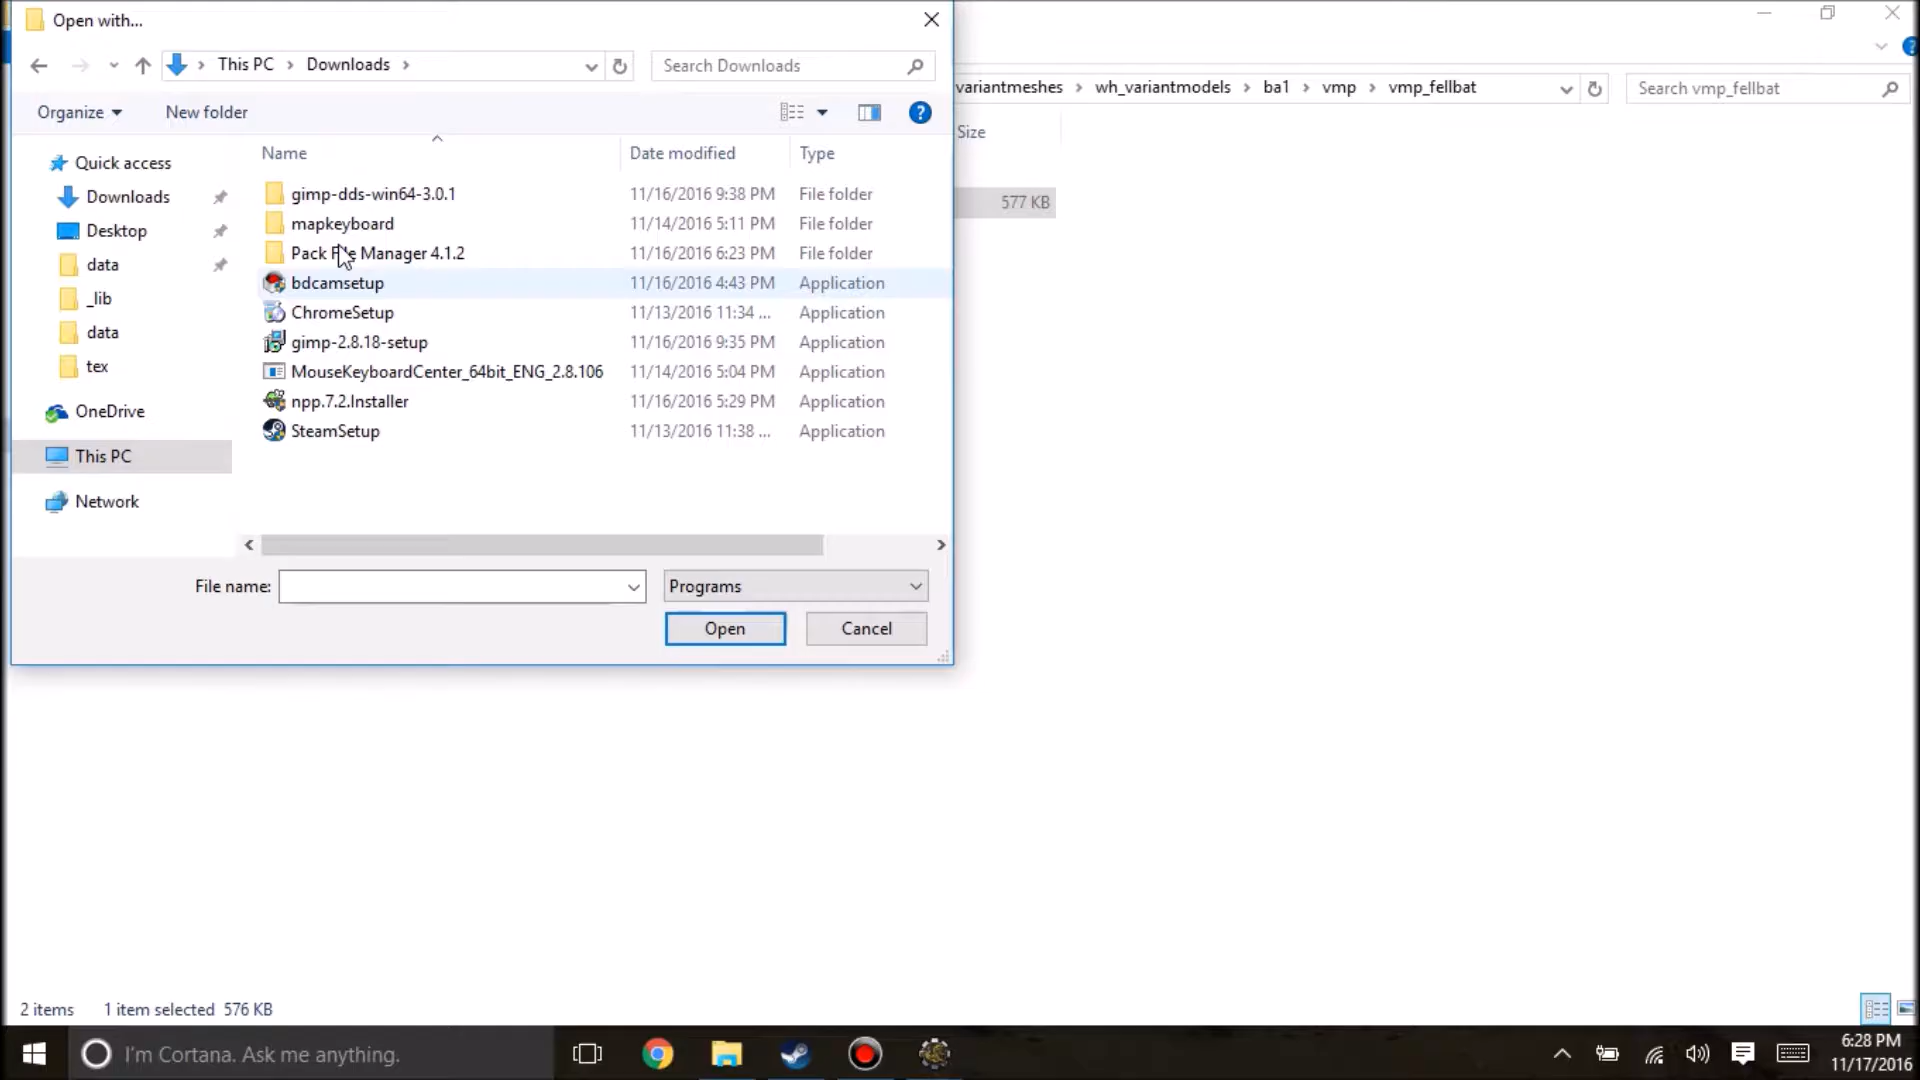 Open with...
This PC > Downloads >
Search Downloads
variantmeshes > wh_variantmodels > ba1 > vmp > vmp_fellbat
Search vmp_fellbat
Organize
New folder
?
?
Size
Name
Date modified
Type
Quick access
Downloads
Desktop
data
_lib
data
tex
OneDrive
This PC
Network
gimp-dds-win64-3.0.1 11/16/2016 9:38 PM File folder
mapkeyboard 11/14/2016 5:11 PM File folder
Pack File Manager 4.1.2 11/16/2016 6:23 PM File folder
bdcamsetup 11/16/2016 4:43 PM Application
ChromeSetup 11/13/2016 11:34 ... Application
gimp-2.8.18-setup 11/16/2016 9:35 PM Application
MouseKeyboardCenter_64bit_ENG_2.8.106 11/14/2016 5:04 PM Application
npp.7.2.Installer 11/16/2016 5:29 PM Application
SteamSetup 11/13/2016 11:38 ... Application
577 KB
File name:
Programs
Open
Cancel
2 items 1 item selected 576 KB
I'm Cortana. Ask me anything.
6:28 PM
11/17/2016